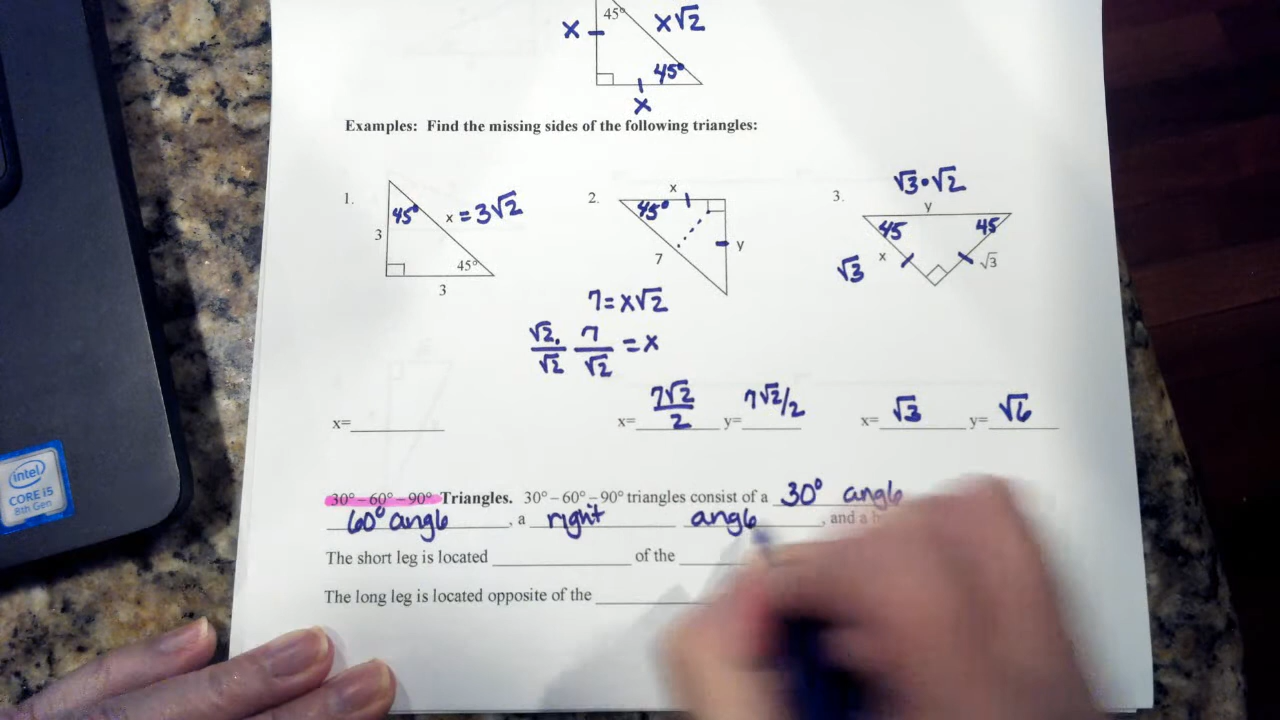 45°
x√2
x
45°
x
Examples: Find the missing sides of the following triangles:
1.
45°
x = 3√2
3
45°
3
2.
x
45°
y
7
7 = x√2
√2 · 7 = x
√2 √2
3.
√3 · √2
y
45
45
x
√3
√3
x=
x= 7√2/2 y= 7√2/2
x= √3 y= √6
30° – 60° – 90° Triangles. 30° – 60° – 90° triangles consist of a 30° angle
60° angle, a right angle, and a
The short leg is located of the
The long leg is located opposite of the
intel
CORE i5
8th Gen